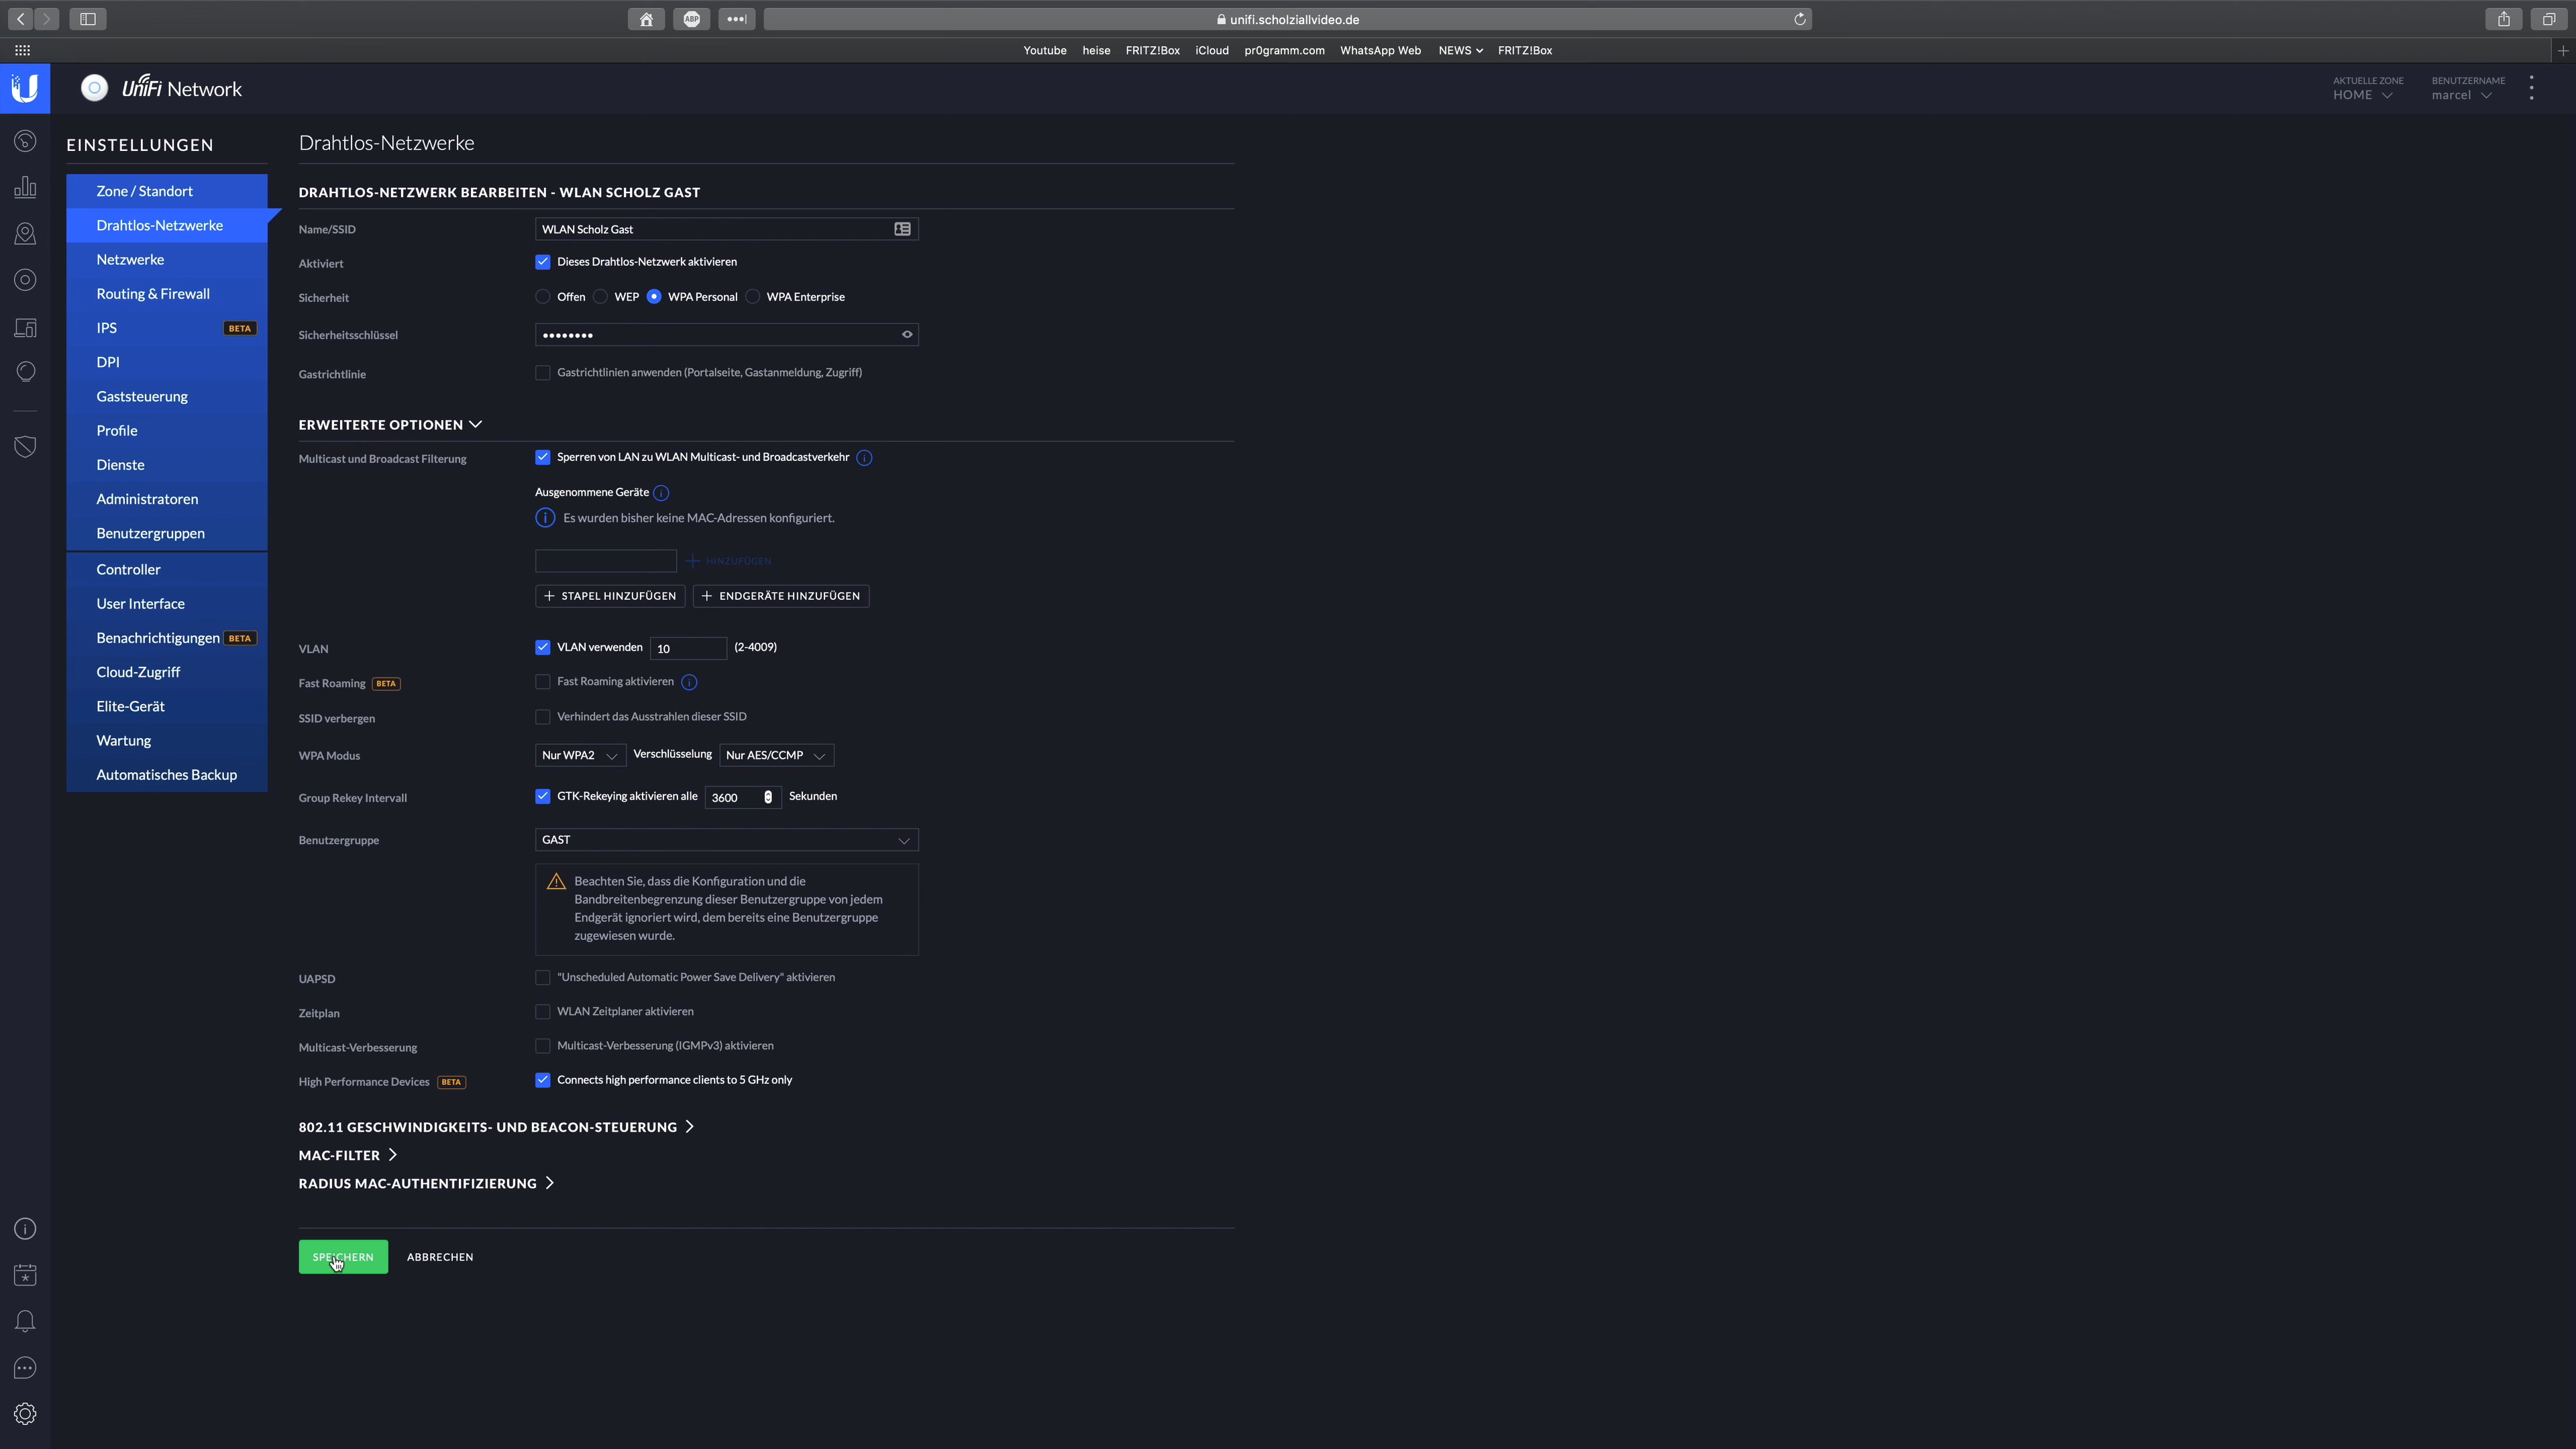 ABP
unifi.scholziallvideo.de
Youtube heise FRITZ!Box iCloud pr0gramm.com WhatsApp Web NEWS FRITZ!Box
UniFi Network
AKTUELLE ZONE
HOME
BENUTZERNAME
marcel
EINSTELLUNGEN
Zone / Standort
Drahtlos-Netzwerke
Netzwerke
Routing & Firewall
IPS BETA
DPI
Gaststeuerung
Profile
Dienste
Administratoren
Benutzergruppen
Controller
User Interface
Benachrichtigungen BETA
Cloud-Zugriff
Elite-Gerät
Wartung
Automatisches Backup
Drahtlos-Netzwerke
DRAHTLOS-NETZWERK BEARBEITEN - WLAN SCHOLZ GAST
Name/SSID WLAN Scholz Gast
Aktiviert Dieses Drahtlos-Netzwerk aktivieren
Sicherheit Offen WEP WPA Personal WPA Enterprise
Sicherheitsschlüssel ••••••••
Gastrichtlinie Gastrichtlinien anwenden (Portalseite, Gastanmeldung, Zugriff)
ERWEITERTE OPTIONEN
Multicast und Broadcast Filterung Sperren von LAN zu WLAN Multicast- und Broadcastverkehr
Ausgenommene Geräte
Es wurden bisher keine MAC-Adressen konfiguriert.
+ HINZUFÜGEN
+ STAPEL HINZUFÜGEN + ENDGERÄTE HINZUFÜGEN
VLAN VLAN verwenden 10 (2-4009)
Fast Roaming BETA Fast Roaming aktivieren
SSID verbergen Verhindert das Ausstrahlen dieser SSID
WPA Modus Nur WPA2 Verschlüsselung Nur AES/CCMP
Group Rekey Intervall GTK-Rekeying aktivieren alle 3600 Sekunden
Benutzergruppe GAST
Beachten Sie, dass die Konfiguration und die
Bandbreitenbegrenzung dieser Benutzergruppe von jedem
Endgerät ignoriert wird, dem bereits eine Benutzergruppe
zugewiesen wurde.
UAPSD "Unscheduled Automatic Power Save Delivery" aktivieren
Zeitplan WLAN Zeitplaner aktivieren
Multicast-Verbesserung Multicast-Verbesserung (IGMPv3) aktivieren
High Performance Devices BETA Connects high performance clients to 5 GHz only
802.11 GESCHWINDIGKEITS- UND BEACON-STEUERUNG
MAC-FILTER
RADIUS MAC-AUTHENTIFIZIERUNG
SPEICHERN ABBRECHEN